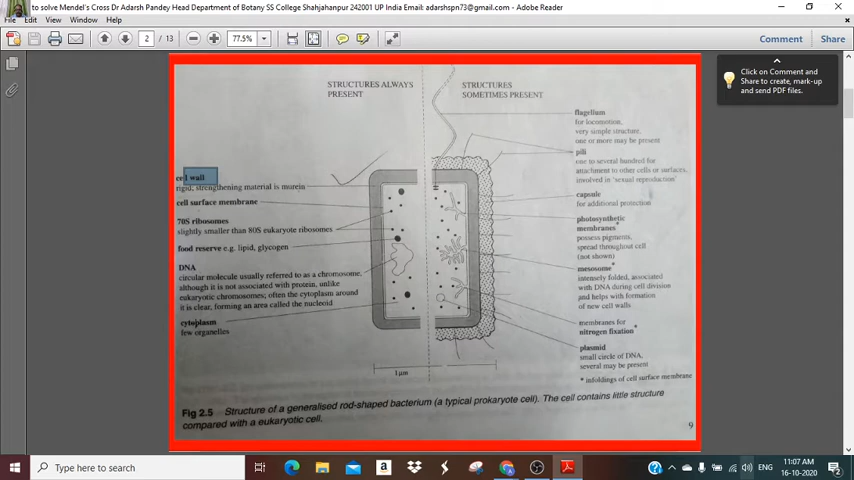 to solve Mendel's Cross Dr Adarsh Pandey Head Department of Botany SS College Shahjahanpur 242001 UP India Email: adarshspn73@gmail.com - Adobe Reader
File Edit View Window Help
2 / 13
77.5%
Comment
Share
Click on Comment and
Share to create, mark-up
and send PDF files.
STRUCTURES ALWAYS
PRESENT
STRUCTURES
SOMETIMES PRESENT
cell wall
rigid, strengthening material is murein
cell surface membrane
70S ribosomes
slightly smaller than 80S eukaryote ribosomes
food reserve e.g. lipid, glycogen
DNA
circular molecule usually referred to as a chromosome,
although it is not associated with protein, unlike
eukaryotic chromosomes; often the cytoplasm around
it is clear, forming an area called the nucleoid
cytoplasm
few organelles
flagellum
for locomotion,
very simple structure,
one or more may be present
pili
one to several hundred for
attachment to other cells or surfaces,
involved in 'sexual reproduction'
capsule
for additional protection
photosynthetic
membranes*
possess pigments,
spread throughout cell
(not shown)
mesosome*
intensely folded, associated
with DNA during cell division
and helps with formation
of new cell walls
membranes for
nitrogen fixation*
plasmid
small circle of DNA,
several may be present
* infoldings of cell surface membrane
1 µm
Fig 2.5 Structure of a generalised rod-shaped bacterium (a typical prokaryote cell). The cell contains little structure
compared with a eukaryotic cell.
9
Type here to search
ENG
11:07 AM
16-10-2020
2